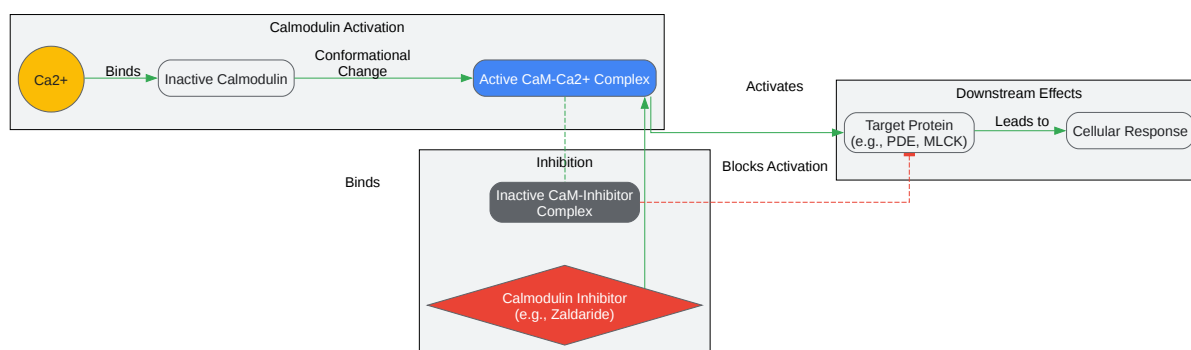 Calmodulin Activation
Ca2+
Binds
Inactive Calmodulin
Conformational
Change
Active CaM-Ca2+ Complex
Activates
Downstream Effects
Target Protein
(e.g., PDE, MLCK)
Leads to
Cellular Response
Inhibition
Binds
Blocks Activation
Inactive CaM-Inhibitor
Complex
Calmodulin Inhibitor
(e.g., Zaldaride)